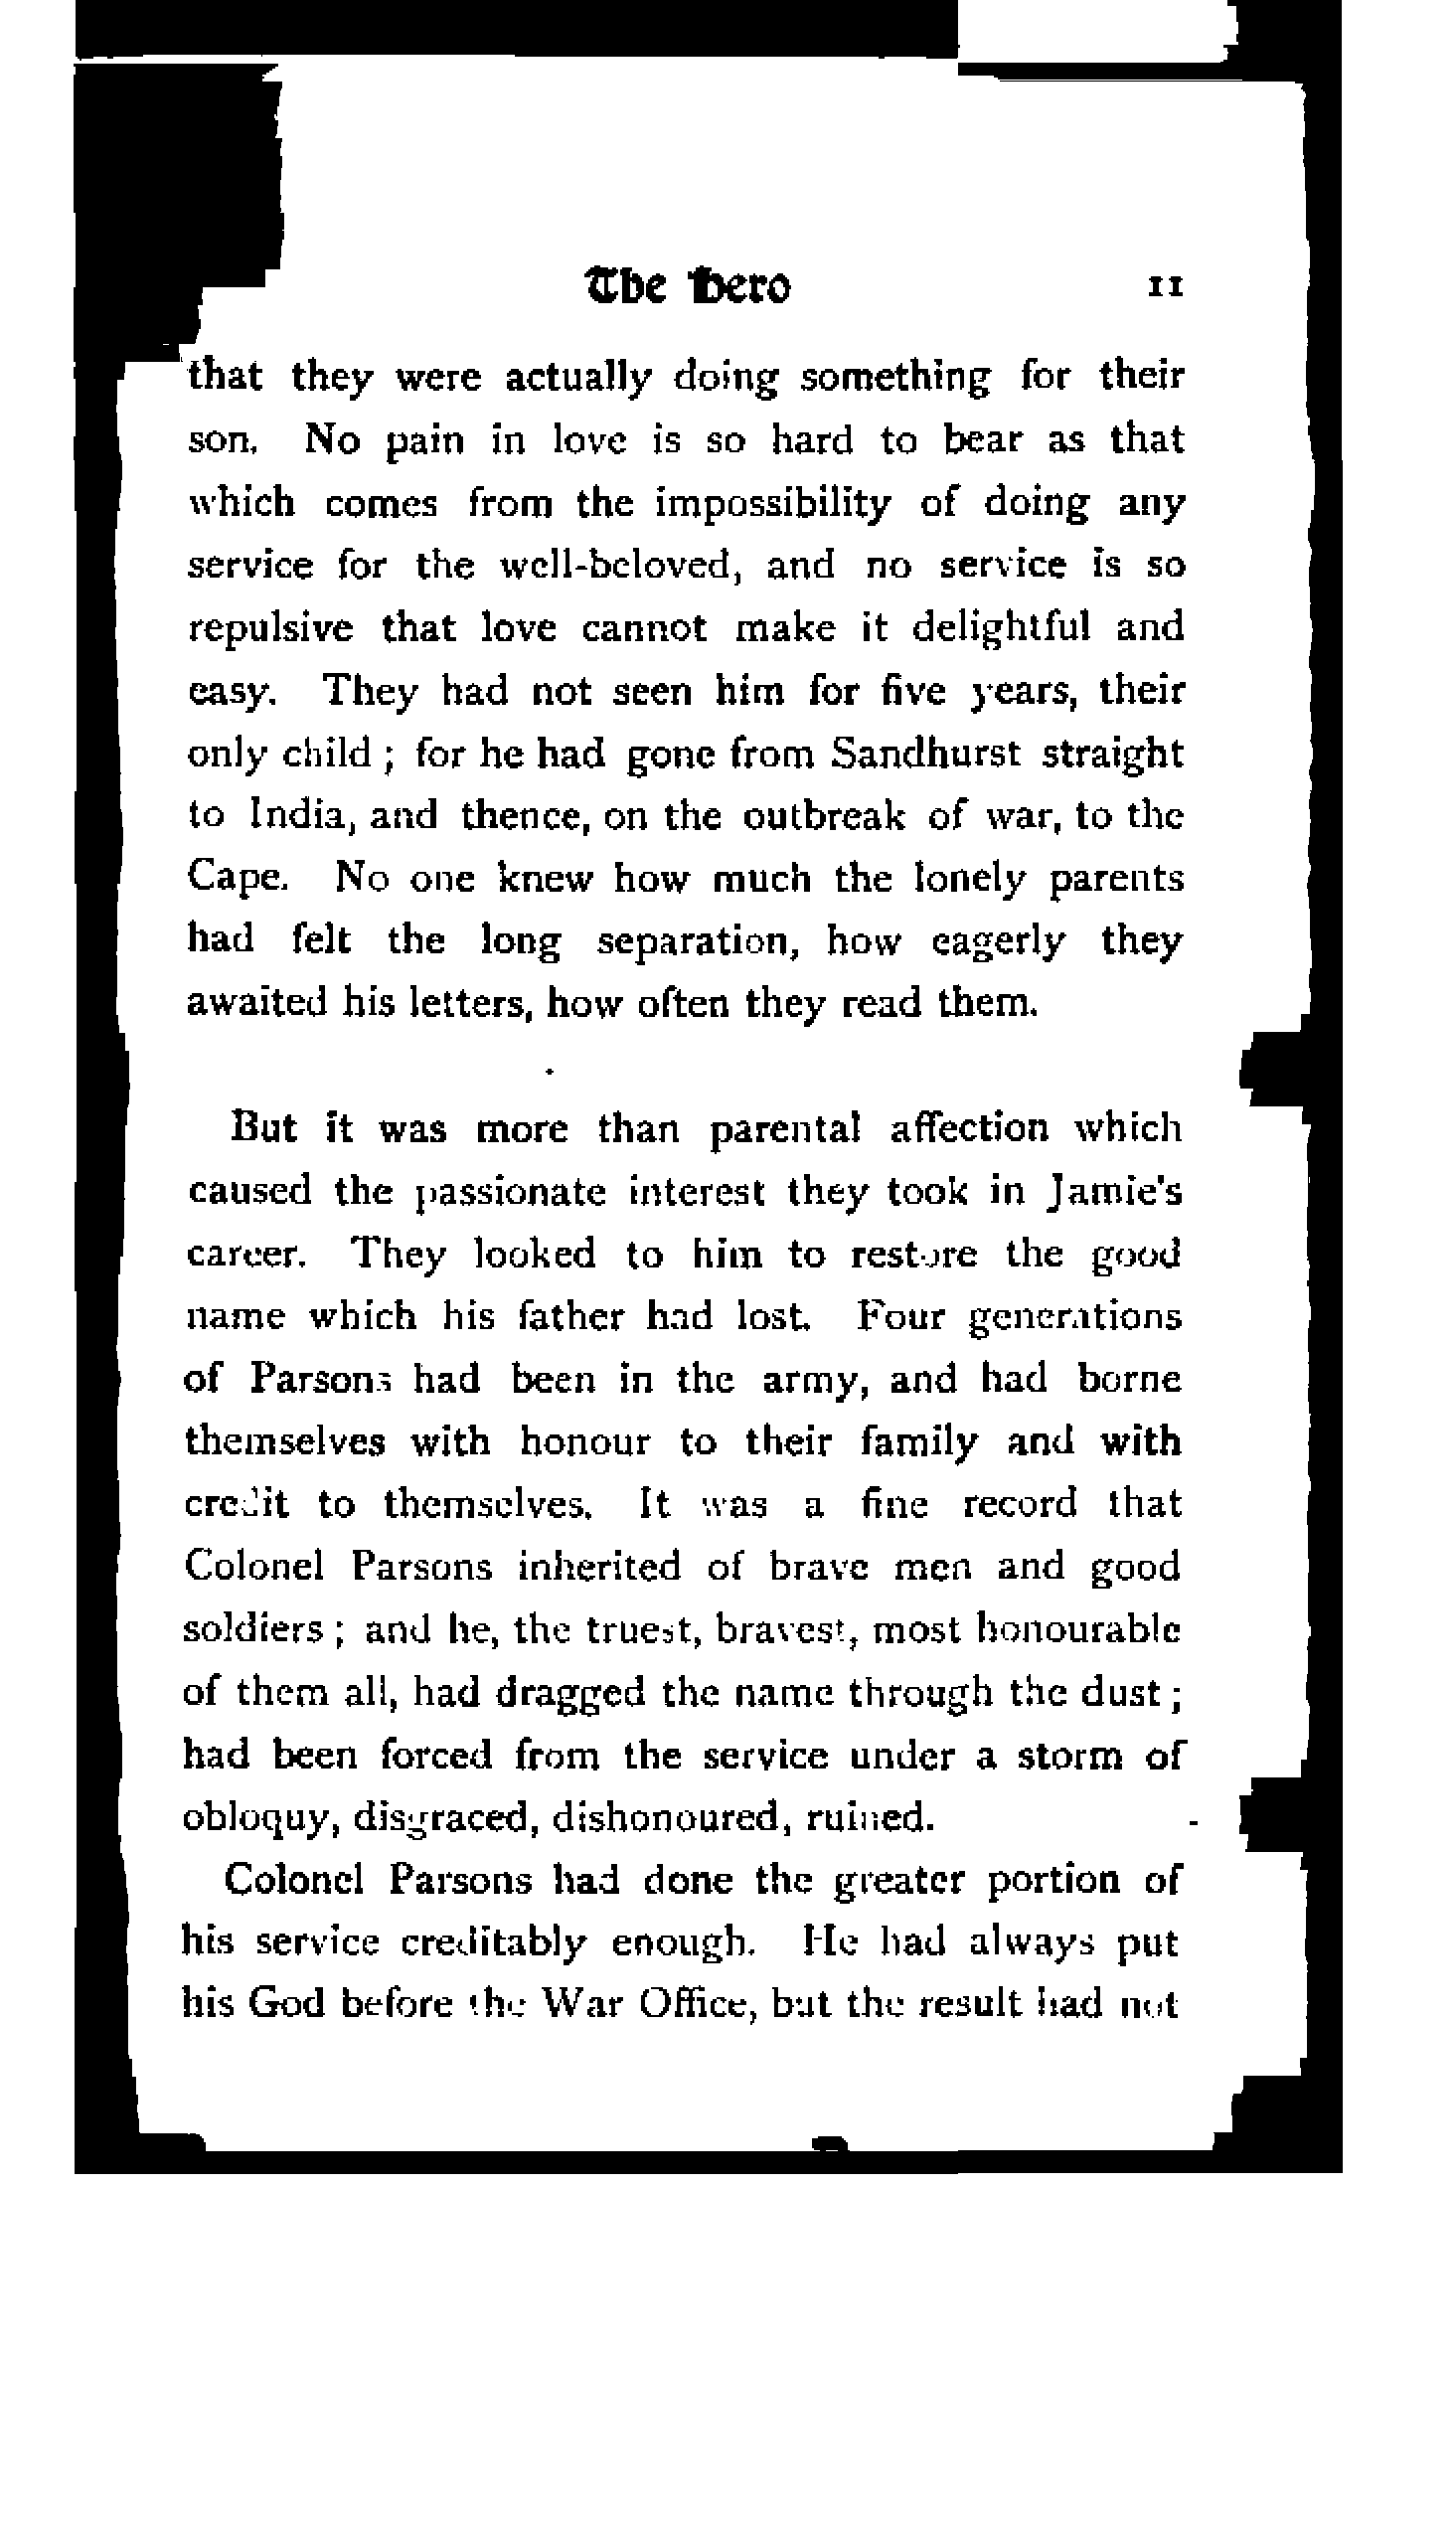 The Hero 11
that they were actually doing something for their
son. No pain in love is so hard to bear as that
which comes from the impossibility of doing any
service for the well-beloved, and no service is so
repulsive that love cannot make it delightful and
easy. They had not seen him for five years, their
only child ; for he had gone from Sandhurst straight
to India, and thence, on the outbreak of war, to the
Cape. No one knew how much the lonely parents
had felt the long separation, how eagerly they
awaited his letters, how often they read them.
But it was more than parental affection which
caused the passionate interest they took in Jamie's
career. They looked to him to restore the good
name which his father had lost. Four generations
of Parsons had been in the army, and had borne
themselves with honour to their family and with
credit to themselves. It was a fine record that
Colonel Parsons inherited of brave men and good
soldiers ; and he, the truest, bravest, most honourable
of them all, had dragged the name through the dust ;
had been forced from the service under a storm of
obloquy, disgraced, dishonoured, ruined.
Colonel Parsons had done the greater portion of
his service creditably enough. He had always put
his God before the War Office, but the result had not